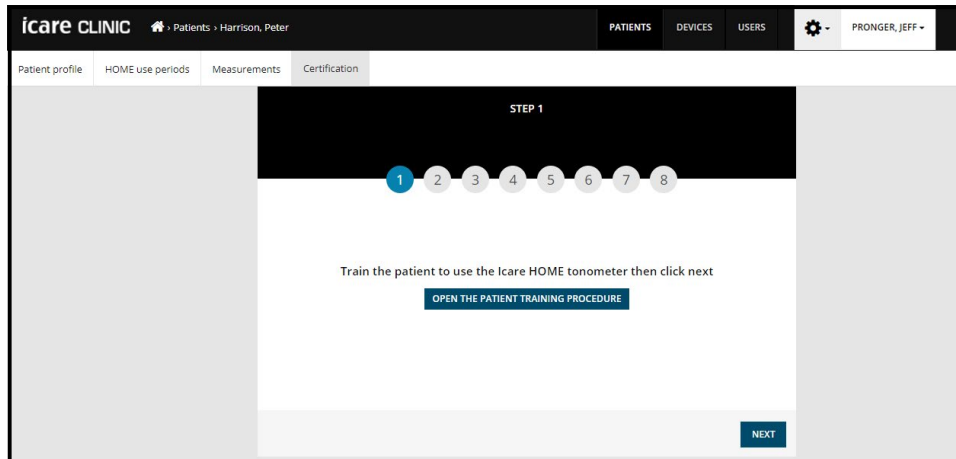 icare CLINIC › Patients › Harrison, Peter PATIENTS DEVICES USERS PRONGER, JEFF
Patient profile HOME use periods Measurements Certification
STEP 1
1 2 3 4 5 6 7 8
Train the patient to use the Icare HOME tonometer then click next
OPEN THE PATIENT TRAINING PROCEDURE
NEXT